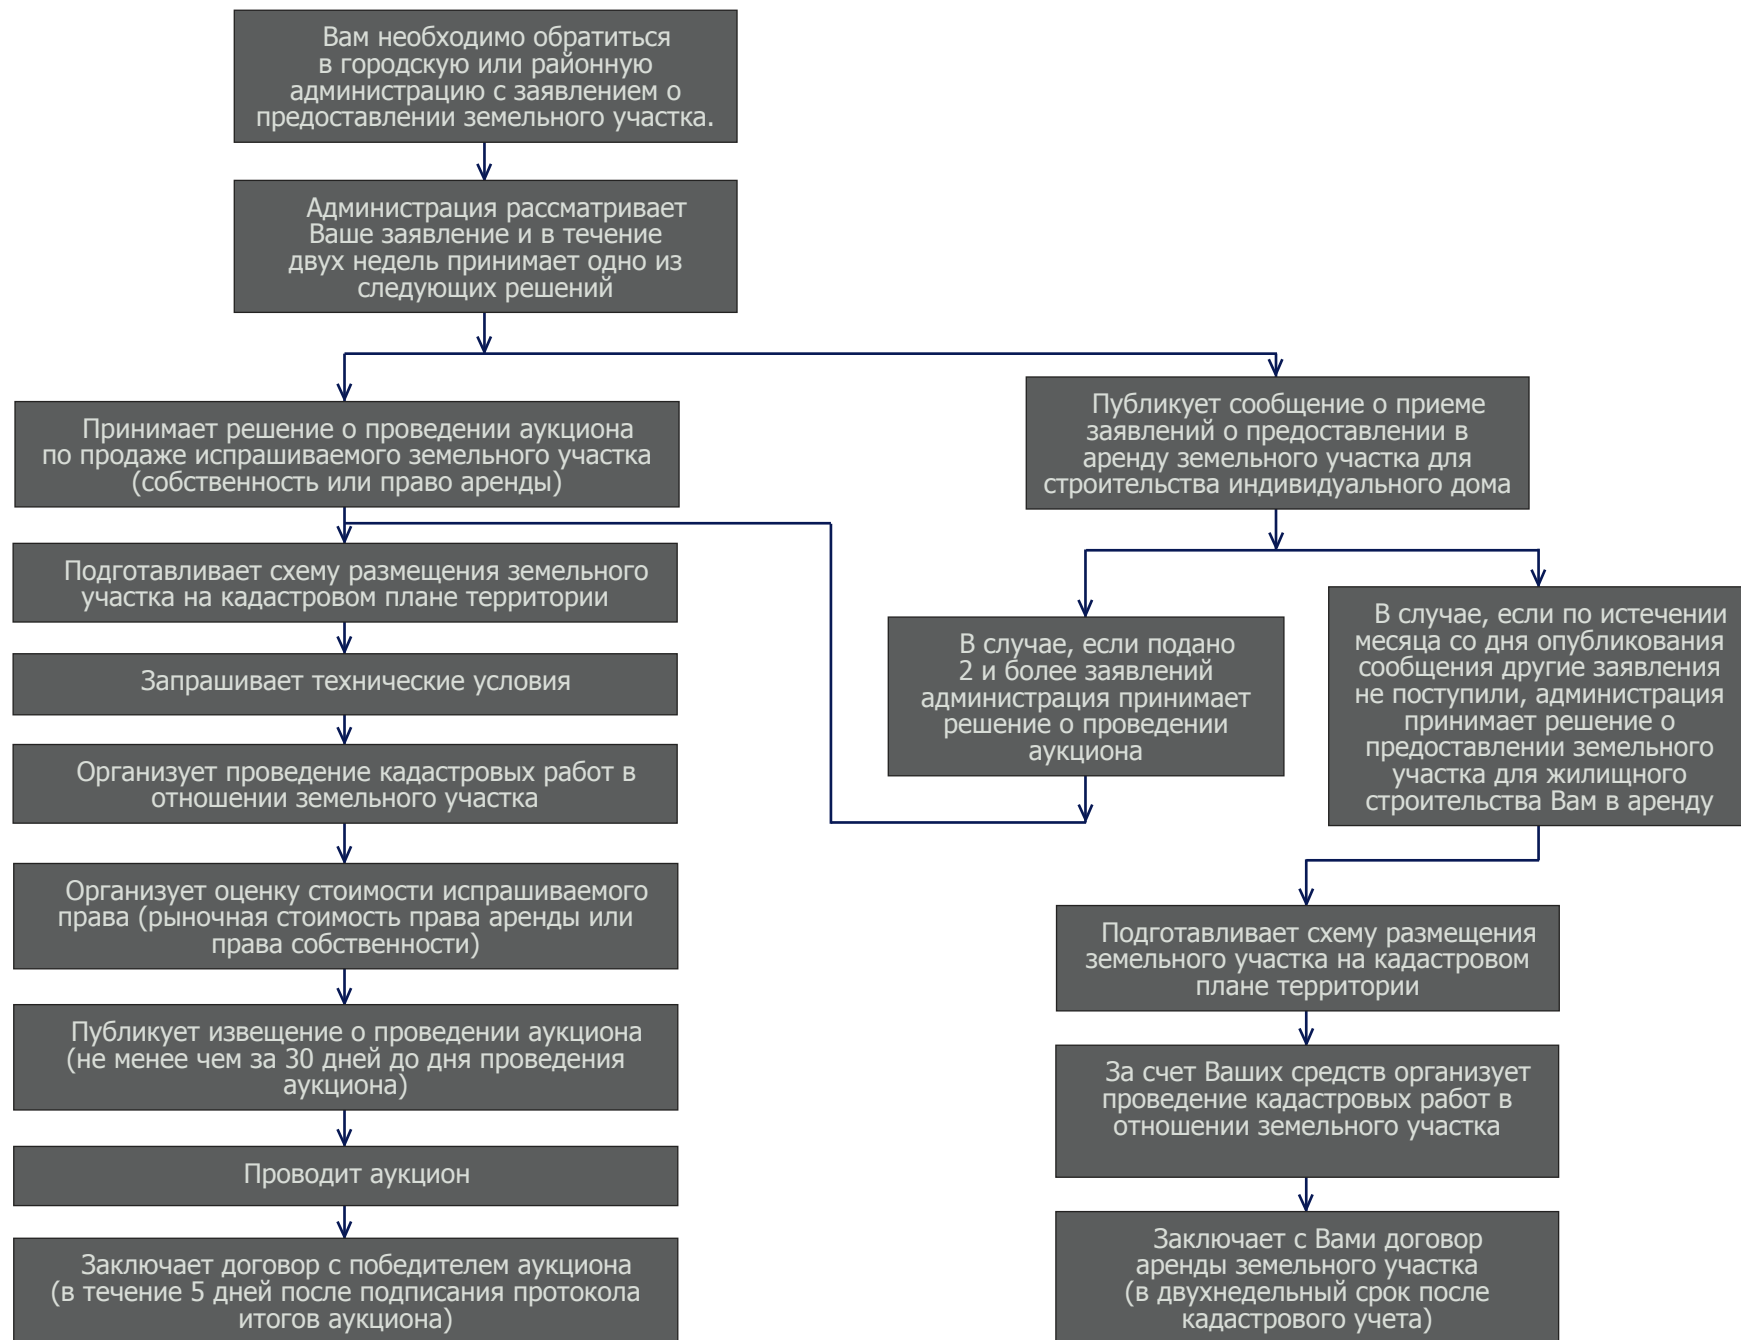 Вам необходимо обратиться
в городскую или районную
администрацию с заявлением о
предоставлении земельного участка.
Администрация рассматривает
Ваше заявление и в течение
двух недель принимает одно из
следующих решений
Принимает решение о проведении аукциона
по продаже испрашиваемого земельного участка
(собственность или право аренды)
Подготавливает схему размещения земельного
участка на кадастровом плане территории
Запрашивает технические условия
Организует проведение кадастровых работ в
отношении земельного участка
Организует оценку стоимости испрашиваемого
права (рыночная стоимость права аренды или
права собственности)
Публикует извещение о проведении аукциона
(не менее чем за 30 дней до дня проведения
аукциона)
Проводит аукцион
Заключает договор с победителем аукциона
(в течение 5 дней после подписания протокола
итогов аукциона)
Публикует сообщение о приеме
заявлений о предоставлении в
аренду земельного участка для
строительства индивидуального дома
В случае, если подано
2 и более заявлений
администрация принимает
решение о проведении
аукциона
В случае, если по истечении
месяца со дня опубликования
сообщения другие заявления
не поступили, администрация
принимает решение о
предоставлении земельного
участка для жилищного
строительства Вам в аренду
Подготавливает схему размещения
земельного участка на кадастровом
плане территории
За счет Ваших средств организует
проведение кадастровых работ в
отношении земельного участка
Заключает с Вами договор
аренды земельного участка
(в двухнедельный срок после
кадастрового учета)